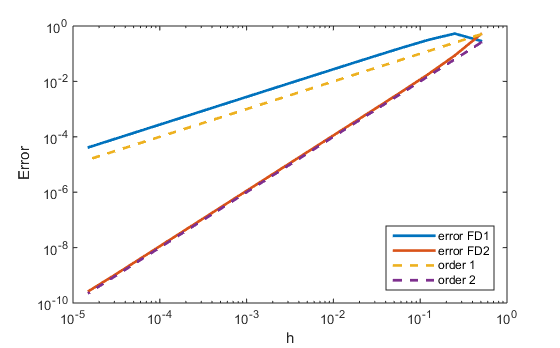 10^0
10^-2
10^-4
10^-6
10^-8
10^-10
Error
10^-5
10^-4
10^-3
10^-2
10^-1
10^0
h
error FD1
error FD2
order 1
order 2